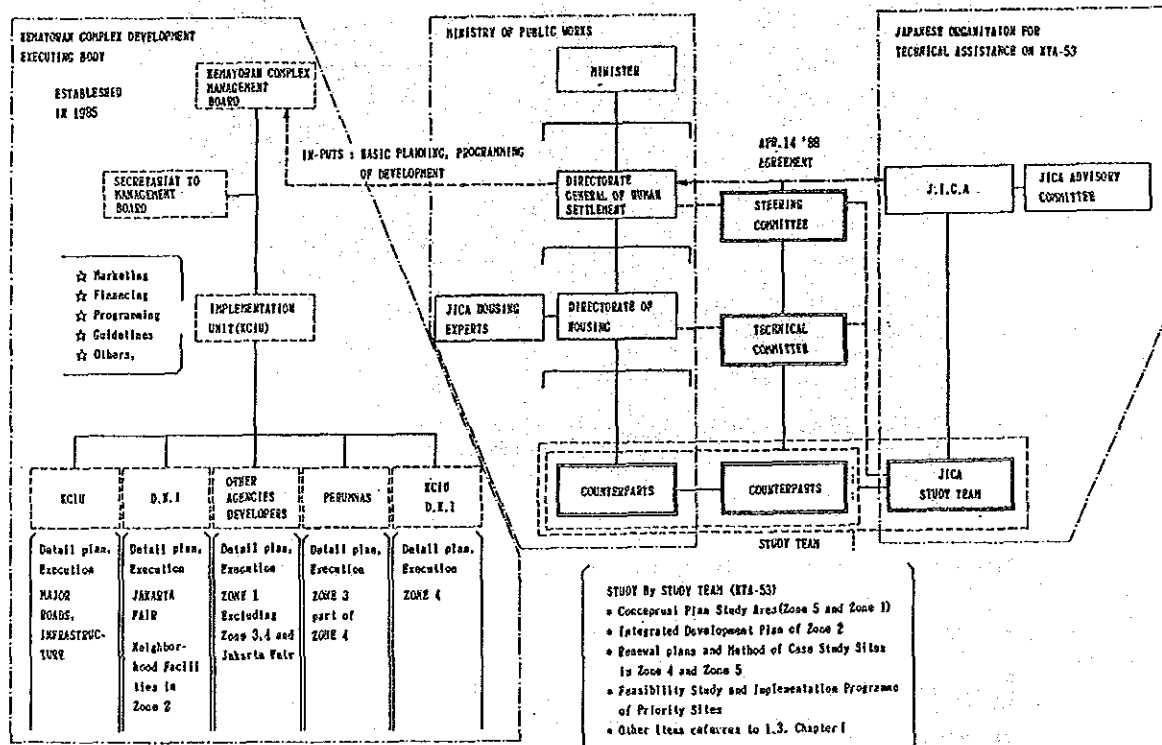 KEMAYORAN COMPLEX DEVELOPMENT
EXECUTING BODY
ESTABLISHED
IN 1985
KEMAYORAN COMPLEX
MANAGEMENT
BOARD
SECRETARIAT TO
MANAGEMENT
BOARD
☆ Marketing
☆ Financing
☆ Programing
☆ Guidelines
☆ Others,
IMPLEMENTATION
UNIT(KCIU)
IN-PUTS : BASIC PLANNING, PROGRAMING
OF DEVELOPMENT
MINISTRY OF PUBLIC WORKS
MINISTER
DIRECTORATE
GENERAL OF HUMAN
SETTLEMENT
JICA HOUSING
EXPERTS
DIRECTORATE OF
HOUSING
APR.14 '88
AGREEMENT
STEERING
COMMITTEE
TECHNICAL
COMMITTEE
JAPANESE ORGANITAION FOR
TECHNICAL ASSISTANCE ON KTA-53
J.I.C.A
JICA ADVISORY
COMMITTEE
COUNTERPARTS
COUNTERPARTS
JICA
STUDY TEAM
STUDY TEAM
KCIU
Detail plan,
Execution
MAJOR
ROADS,
INFRASTRUC-
TURE
D.K.I
Detail plan,
Execution
JAKARTA
FAIR
Neighbor-
hood Facili
ties in
Zone 2
OTHER
AGENCIES
DEVELOPERS
Detail plan,
Execution
ZONE 1
Excluding
Zone 3,4 and
Jakarta Fair
PERUMNAS
Detail plan,
Execution
ZONE 3
part of
ZONE 4
KCIU
D.K.I
Detail plan,
Execution
ZONE 4
STUDY By STUDY TEAM (KTA-53)
* Conceptual Plan Study Area(Zone 5 and Zone 1)
* Integrated Development Plan of Zone 2
* Renewal plans and Method of Case Study Sites
in Zone 4 and Zone 5
* Feasibility Study and Implementation Programe
of Priority Sites
* Other Items referres to 1.3. Chapter I